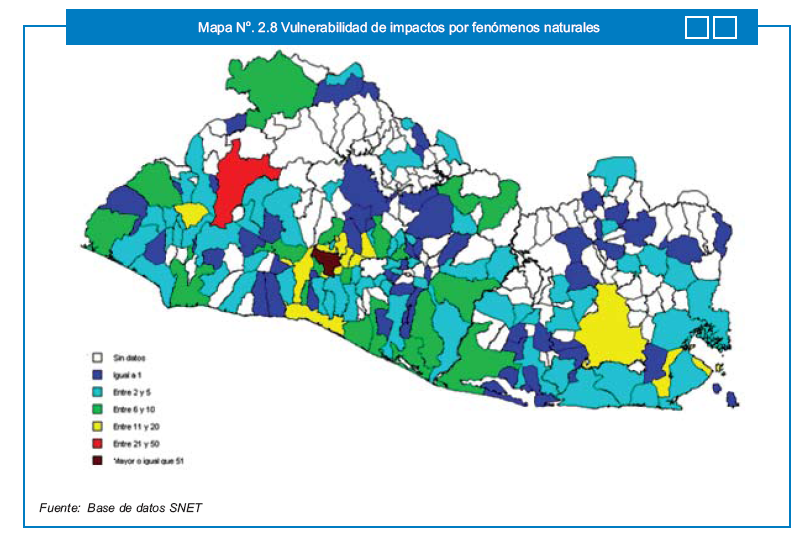 Mapa Nº. 2.8 Vulnerabilidad de impactos por fenómenos naturales
Sin datos
Igual a 1
Entre 2 y 5
Entre 6 y 10
Entre 11 y 20
Entre 21 y 50
Mayor o igual que 51
Fuente: Base de datos SNET